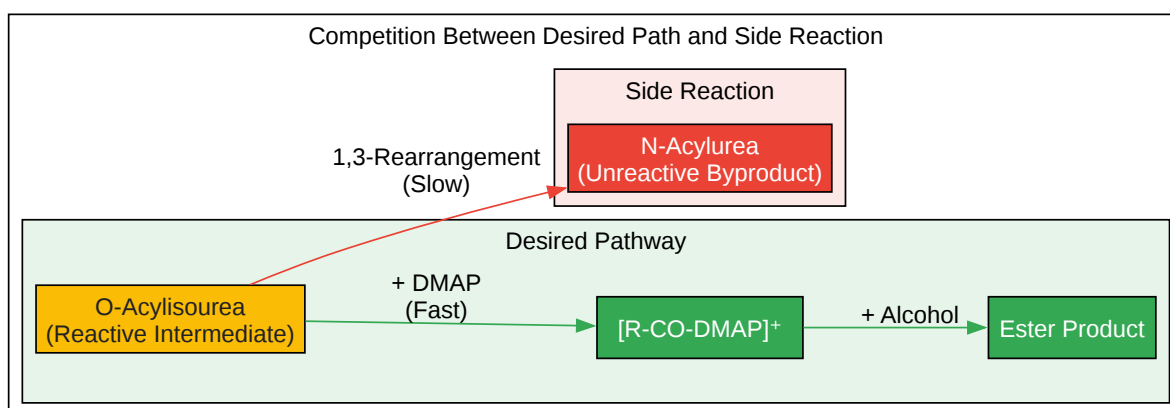 Competition Between Desired Path and Side Reaction
Side Reaction
N-Acylurea
(Unreactive Byproduct)
1,3-Rearrangement
(Slow)
Desired Pathway
O-Acylisourea
(Reactive Intermediate)
+ DMAP
(Fast)
[R-CO-DMAP]⁺
+ Alcohol
Ester Product